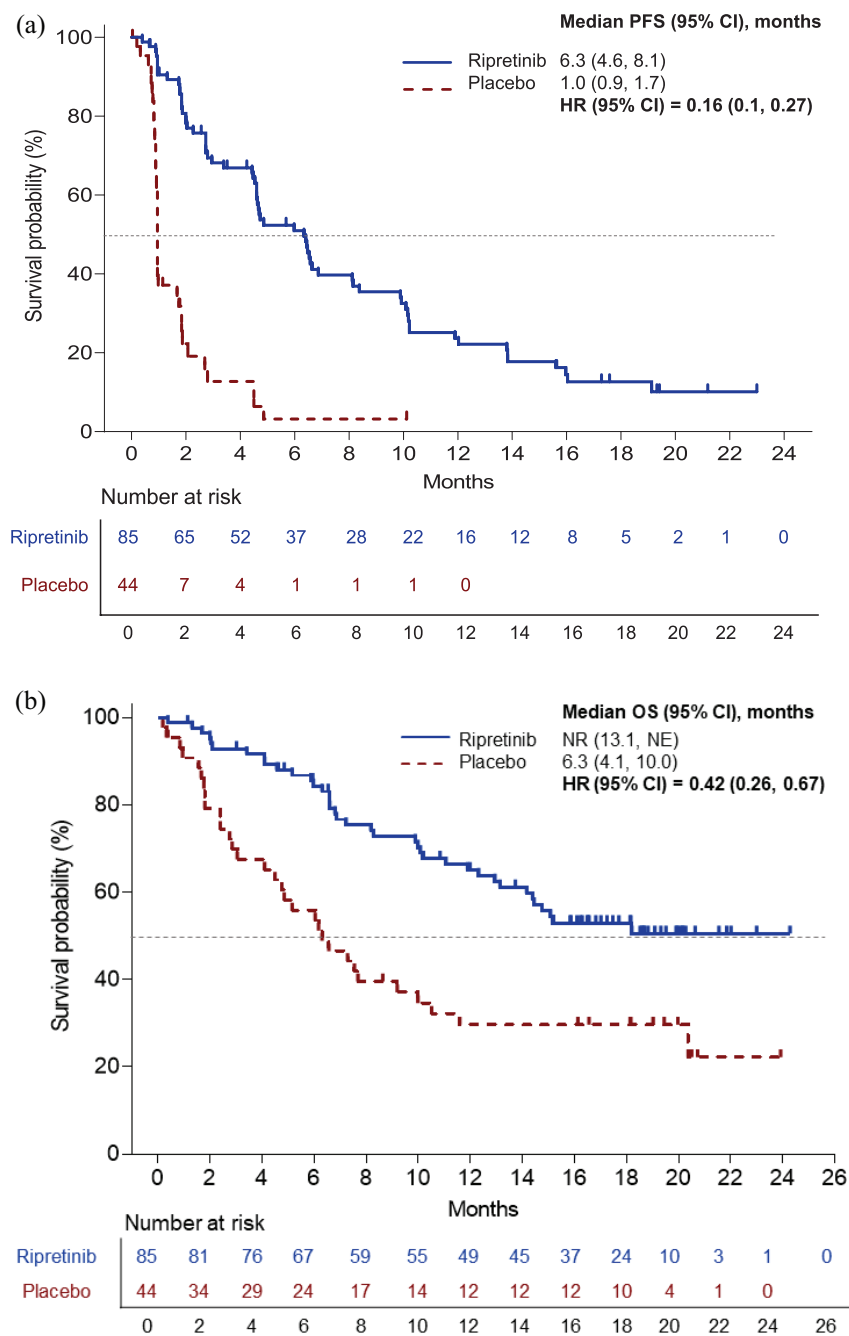 (a)
Median PFS (95% CI), months
Ripretinib 6.3 (4.6, 8.1)
Placebo 1.0 (0.9, 1.7)
HR (95% CI) = 0.16 (0.1, 0.27)
Survival probability (%)
100
80
60
40
20
0
0 2 4 6 8 10 12 14 16 18 20 22 24
Months
Number at risk
Ripretinib 85 65 52 37 28 22 16 12 8 5 2 1 0
Placebo 44 7 4 1 1 1 0
0 2 4 6 8 10 12 14 16 18 20 22 24
(b)
Median OS (95% CI), months
Ripretinib NR (13.1, NE)
Placebo 6.3 (4.1, 10.0)
HR (95% CI) = 0.42 (0.26, 0.67)
Survival probability (%)
100
80
60
40
20
0
0 2 4 6 8 10 12 14 16 18 20 22 24 26
Months
Number at risk
Ripretinib 85 81 76 67 59 55 49 45 37 24 10 3 1 0
Placebo 44 34 29 24 17 14 12 12 12 10 4 1 0
0 2 4 6 8 10 12 14 16 18 20 22 24 26